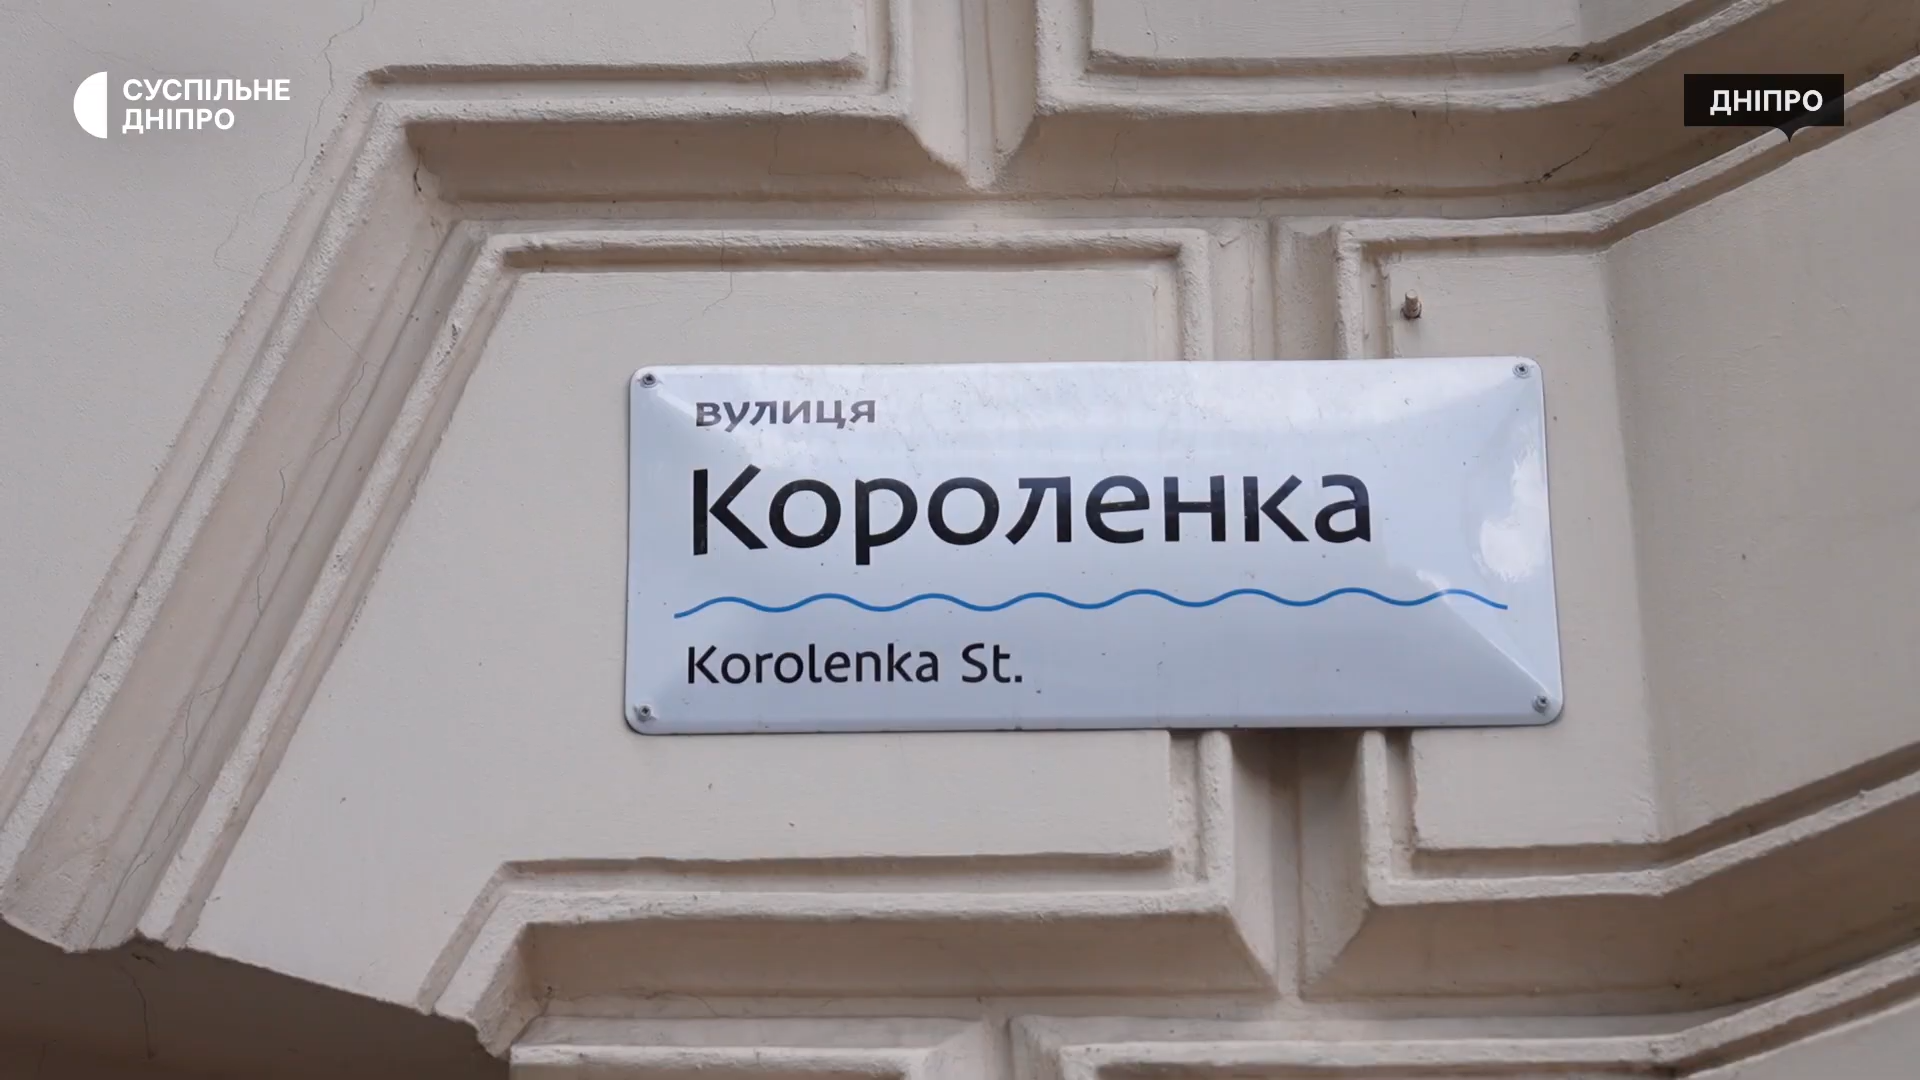 СУСПІЛЬНЕ
ДНІПРО
ДНІПРО
вулиця
Короленка
Korolenka St.